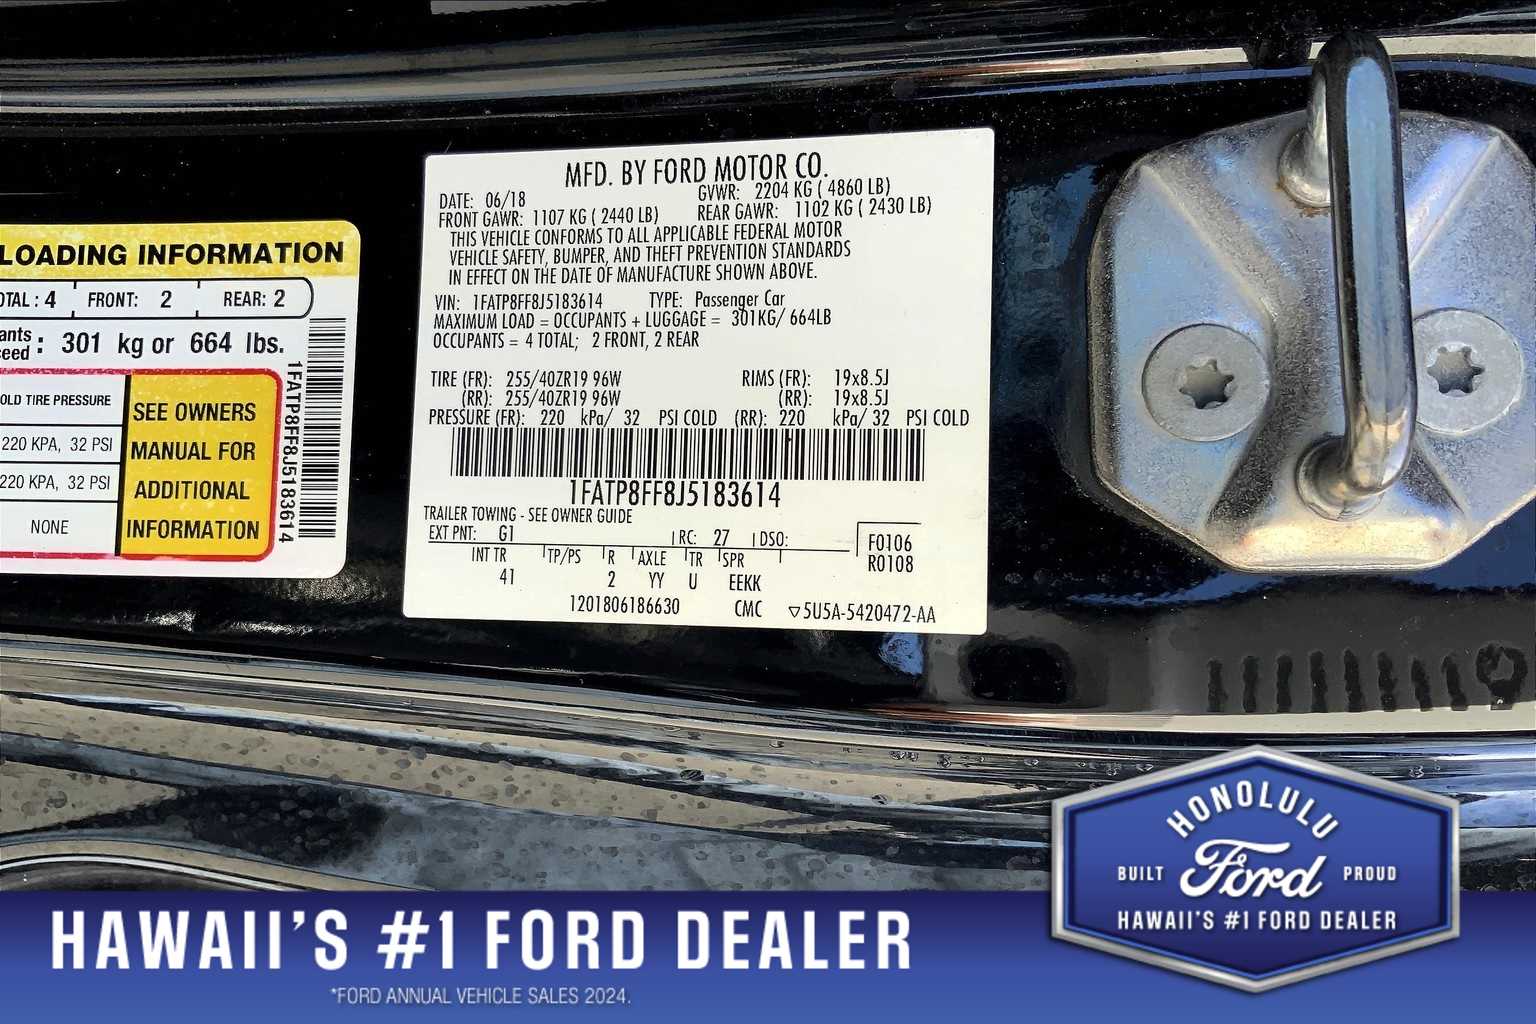 LOADING INFORMATION
OTAL : 4 FRONT: 2 REAR: 2
ants
ceed : 301 kg or 664 lbs.
OLD TIRE PRESSURE
220 KPA, 32 PSI
220 KPA, 32 PSI
NONE
SEE OWNERS
MANUAL FOR
ADDITIONAL
INFORMATION
1FATP8FF8J5183614
MFD. BY FORD MOTOR CO.
DATE: 06/18 GVWR: 2204 KG ( 4860 LB)
FRONT GAWR: 1107 KG ( 2440 LB) REAR GAWR: 1102 KG ( 2430 LB)
THIS VEHICLE CONFORMS TO ALL APPLICABLE FEDERAL MOTOR
VEHICLE SAFETY, BUMPER, AND THEFT PREVENTION STANDARDS
IN EFFECT ON THE DATE OF MANUFACTURE SHOWN ABOVE.
VIN: 1FATP8FF8J5183614 TYPE: Passenger Car
MAXIMUM LOAD = OCCUPANTS + LUGGAGE = 301KG/ 664LB
OCCUPANTS = 4 TOTAL; 2 FRONT, 2 REAR
TIRE (FR): 255/40ZR19 96W RIMS (FR): 19x8.5J
(RR): 255/40ZR19 96W (RR): 19x8.5J
PRESSURE (FR): 220 kPa/ 32 PSI COLD (RR): 220 kPa/ 32 PSI COLD
1FATP8FF8J5183614
TRAILER TOWING - SEE OWNER GUIDE
EXT PNT: G1 RC: 27 DSO:
F0106
R0108
INT TR TP/PS R AXLE TR SPR
41 2 YY U EEKK
1201806186630 CMC ▽5U5A-5420472-AA
HONOLULU
BUILT Ford PROUD
HAWAII'S #1 FORD DEALER
HAWAII'S #1 FORD DEALER
*FORD ANNUAL VEHICLE SALES 2024.